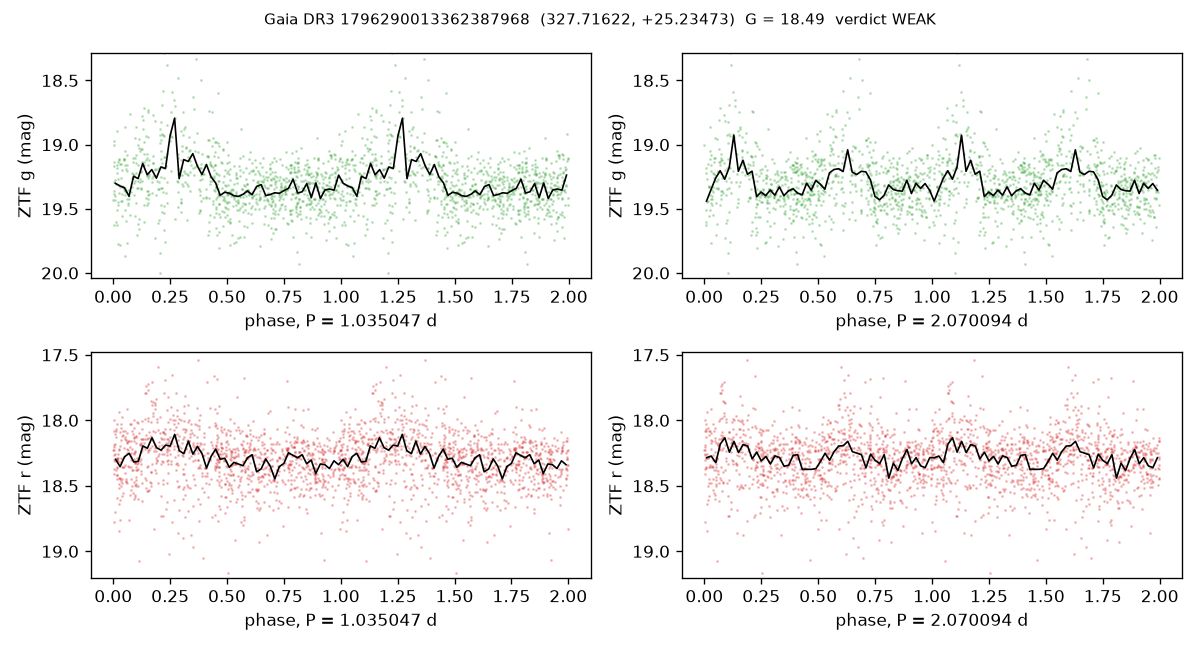 Gaia DR3 1796290013362387968 (327.71622, +25.23473) G = 18.49 verdict WEAK
ZTF g (mag)
18.5
19.0
19.5
20.0
0.00 0.25 0.50 0.75 1.00 1.25 1.50 1.75 2.00
phase, P = 1.035047 d
ZTF g (mag)
18.5
19.0
19.5
20.0
0.00 0.25 0.50 0.75 1.00 1.25 1.50 1.75 2.00
phase, P = 2.070094 d
ZTF r (mag)
17.5
18.0
18.5
19.0
0.00 0.25 0.50 0.75 1.00 1.25 1.50 1.75 2.00
phase, P = 1.035047 d
ZTF r (mag)
17.5
18.0
18.5
19.0
0.00 0.25 0.50 0.75 1.00 1.25 1.50 1.75 2.00
phase, P = 2.070094 d